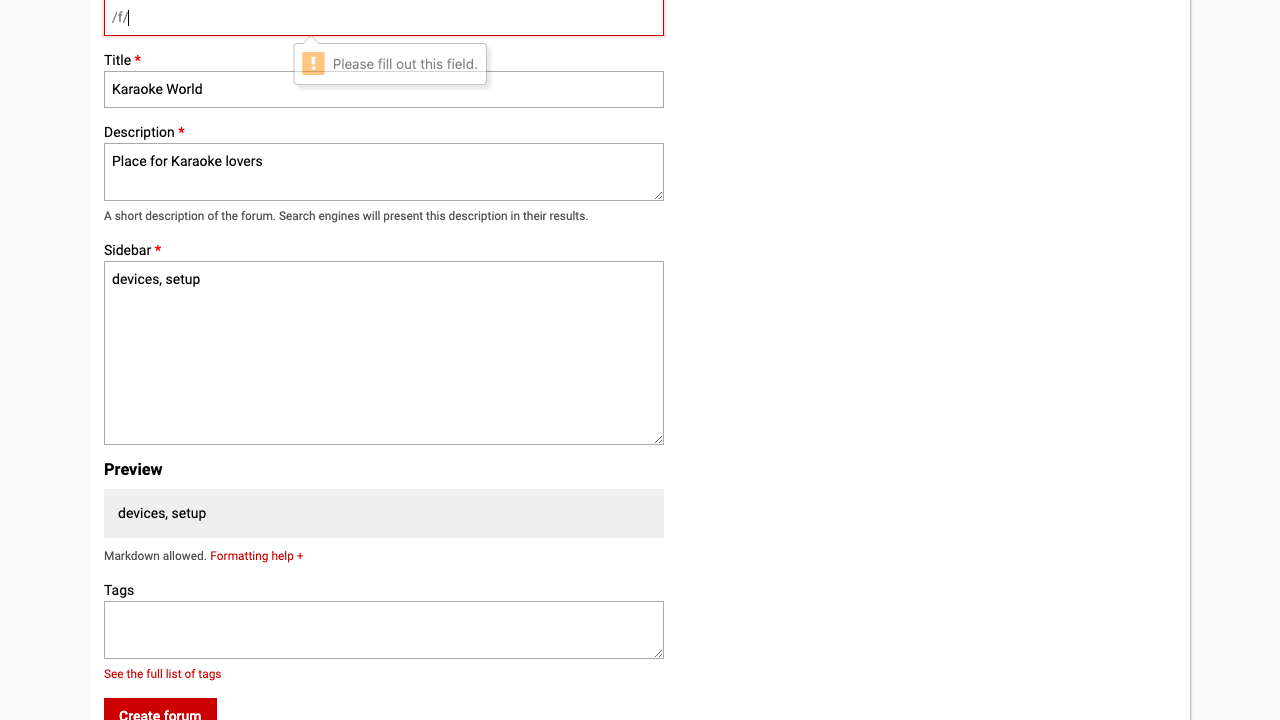 /f/
Please fill out this field.
Title *
Karaoke World
Description *
Place for Karaoke lovers
A short description of the forum. Search engines will present this description in their results.
Sidebar *
devices, setup
Preview
devices, setup
Markdown allowed. Formatting help +
Tags
See the full list of tags
Create forum